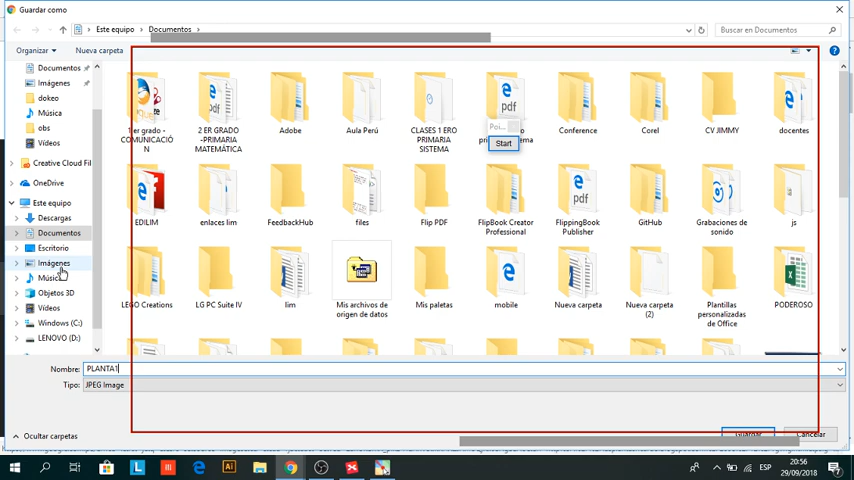 Guardar como
Este equipo
Documentos
Buscar en Documentos
Organizar
Nueva carpeta
Documentos
Imágenes
dokeo
Música
obs
Vídeos
Creative Cloud Fil
OneDrive
Este equipo
Descargas
Documentos
Escritorio
Imágenes
Objetos 3D
Vídeos
Windows (C:)
LENOVO (D:)
1 er grado -
COMUNICACIÓ
N
2 ER GRADO
-PRIMARIA
MATEMÁTICA
Adobe
Aula Perú
CLASES 1 ERO
PRIMARIA
SISTEMA
Conference
Corel
CV JIMMY
docentes
Start
EDILIM
enlaces lim
FeedbackHub
files
Flip PDF
FlipBook Creator
Professional
FlippingBook
Publisher
GitHub
Grabaciones de
sonido
js
LEGO Creations
LG PC Suite IV
lim
Mis archivos de
origen de datos
Mis paletas
mobile
Nueva carpeta
Nueva carpeta
(2)
Plantillas
personalizadas
de Office
PODEROSO
Nombre:
PLANTA1
Tipo:
JPEG Image
Ocultar carpetas
Guardar
Cancelar
ESP
20:56
29/09/2018